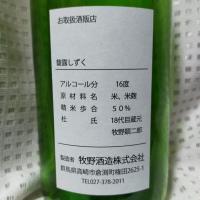 お取扱酒販店
馥露しずく
アルコール分 16度
原材料名 米、米麹
精米歩合 50%
杜氏 18代目蔵元
牧野顕二郎
製造者 牧野酒造株式会社
群馬県高崎市倉渕町権田2625-1
TEL027-378-2011